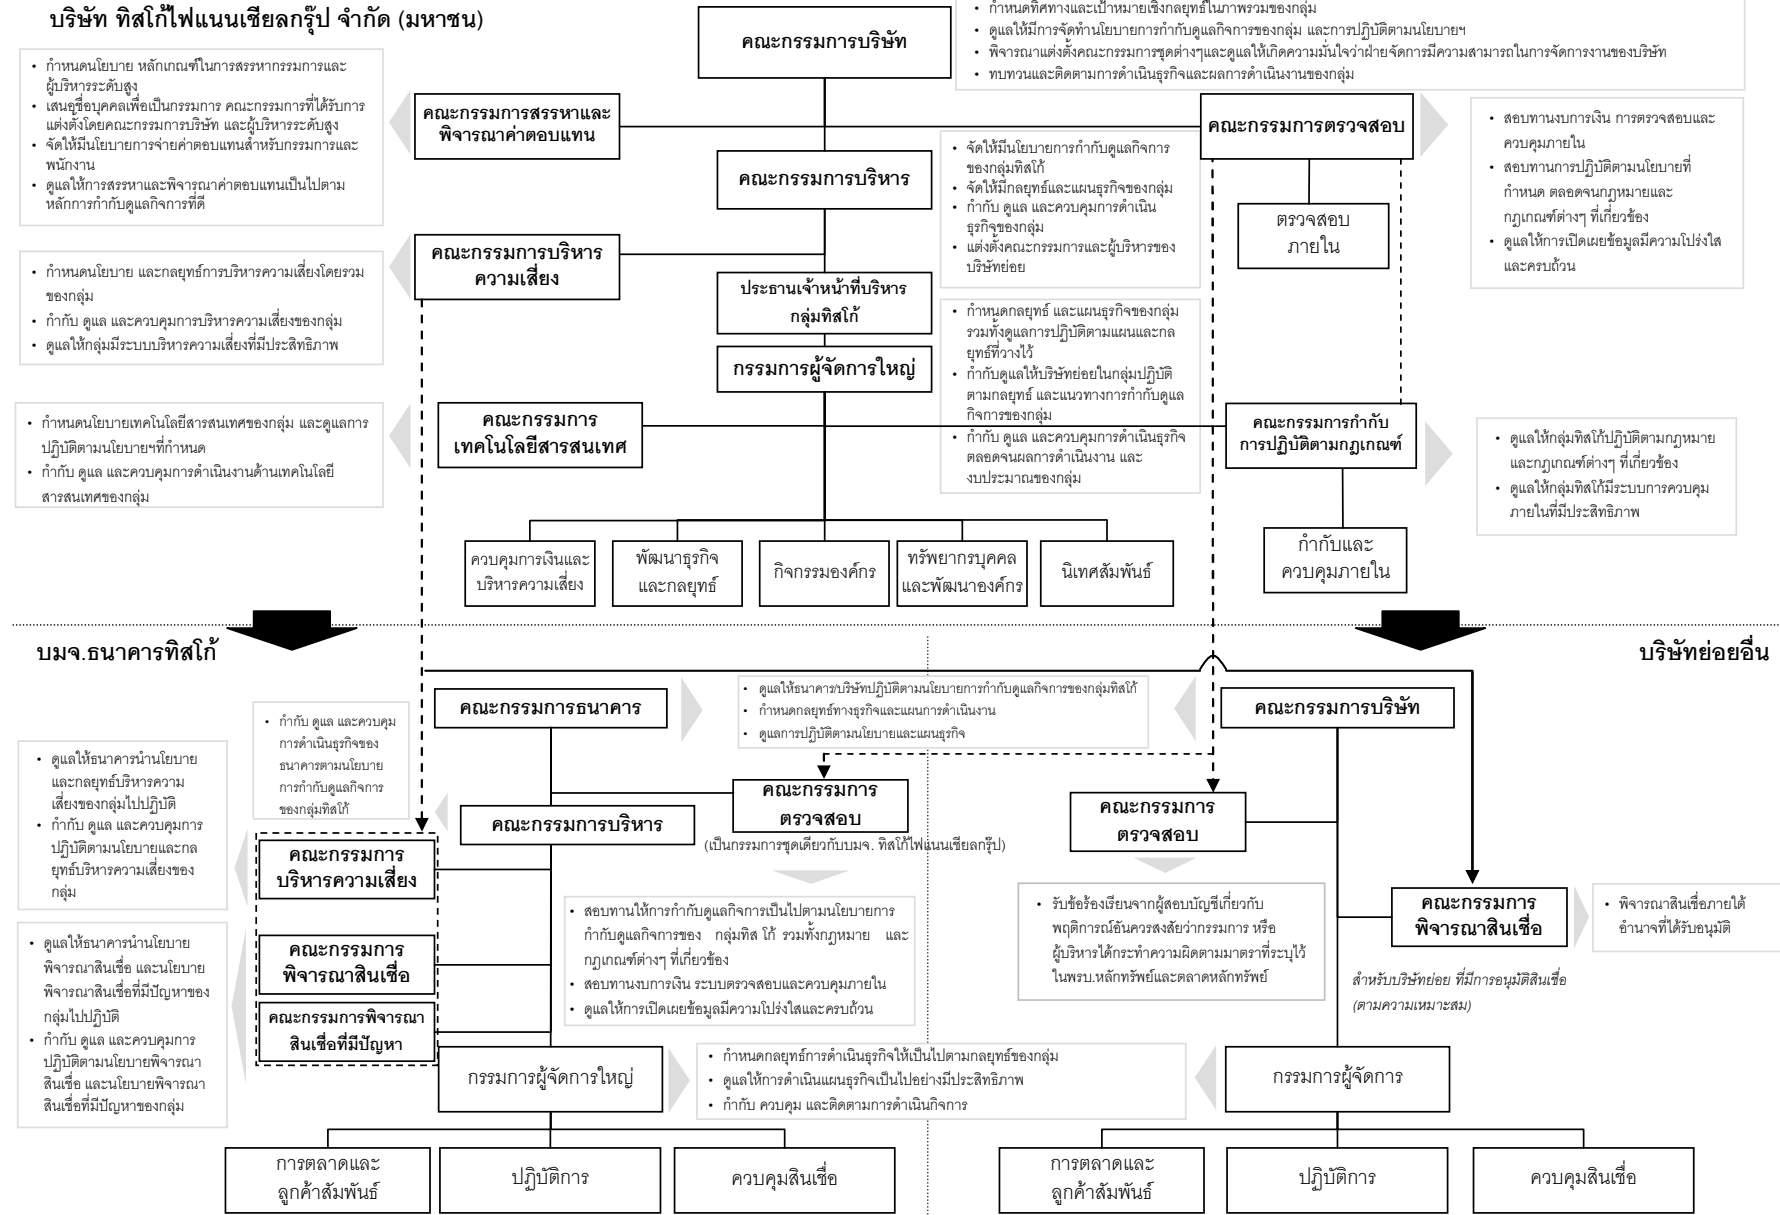 บริษัท ทิสโก้ไฟแนนเชียลกรุ๊ป จำกัด (มหาชน)
คณะกรรมการบริษัท
• กำหนดทิศทางและเป้าหมายเชิงกลยุทธ์ในภาพรวมของกลุ่ม
• ดูแลให้มีการจัดทำนโยบายการกำกับดูแลกิจการของกลุ่ม และการปฏิบัติตามนโยบายฯ
• พิจารณาแต่งตั้งคณะกรรมการชุดต่างๆและดูแลให้เกิดความมั่นใจว่าฝ่ายจัดการมีความสามารถในการจัดการงานของบริษัท
• ทบทวนและติดตามการดำเนินธุรกิจและผลการดำเนินงานของกลุ่ม
• กำหนดนโยบาย หลักเกณฑ์ในการสรรหากรรมการและ
ผู้บริหารระดับสูง
• เสนอชื่อบุคคลเพื่อเป็นกรรมการ คณะกรรมการที่ได้รับการ
แต่งตั้งโดยคณะกรรมการบริษัท และผู้บริหารระดับสูง
• จัดให้มีนโยบายการจ่ายค่าตอบแทนสำหรับกรรมการและ
พนักงาน
• ดูแลให้การสรรหาและพิจารณาค่าตอบแทนเป็นไปตาม
หลักการกำกับดูแลกิจการที่ดี
คณะกรรมการสรรหาและ
พิจารณาค่าตอบแทน
คณะกรรมการตรวจสอบ
• สอบทานงบการเงิน การตรวจสอบและ
ควบคุมภายใน
• สอบทานการปฏิบัติตามนโยบายที่
กำหนด ตลอดจนกฎหมายและ
กฎเกณฑ์ต่างๆ ที่เกี่ยวข้อง
• ดูแลให้การเปิดเผยข้อมูลมีความโปร่งใส
และครบถ้วน
คณะกรรมการบริหาร
• จัดให้มีนโยบายการกำกับดูแลกิจการ
ของกลุ่มทิสโก้
• จัดให้มีกลยุทธ์และแผนธุรกิจของกลุ่ม
• กำกับ ดูแล และควบคุมการดำเนิน
ธุรกิจของกลุ่ม
• แต่งตั้งคณะกรรมการและผู้บริหารของ
บริษัทย่อย
ตรวจสอบ
ภายใน
• กำหนดนโยบาย และกลยุทธ์การบริหารความเสี่ยงโดยรวม
ของกลุ่ม
• กำกับ ดูแล และควบคุมการบริหารความเสี่ยงของกลุ่ม
• ดูแลให้กลุ่มมีระบบบริหารความเสี่ยงที่มีประสิทธิภาพ
คณะกรรมการบริหาร
ความเสี่ยง
ประธานเจ้าหน้าที่บริหาร
กลุ่มทิสโก้
กรรมการผู้จัดการใหญ่
• กำหนดกลยุทธ์ และแผนธุรกิจของกลุ่ม
รวมทั้งดูแลการปฏิบัติตามแผนและกล
ยุทธ์ที่วางไว้
• กำกับดูแลให้บริษัทย่อยในกลุ่มปฏิบัติ
ตามกลยุทธ์ และแนวทางการกำกับดูแล
กิจการของกลุ่ม
• กำกับ ดูแล และควบคุมการดำเนินธุรกิจ
ตลอดจนผลการดำเนินงาน และ
งบประมาณของกลุ่ม
• กำหนดนโยบายเทคโนโลยีสารสนเทศของกลุ่ม และดูแลการ
ปฏิบัติตามนโยบายฯที่กำหนด
• กำกับ ดูแล และควบคุมการดำเนินงานด้านเทคโนโลยี
สารสนเทศของกลุ่ม
คณะกรรมการ
เทคโนโลยีสารสนเทศ
คณะกรรมการกำกับ
การปฏิบัติตามกฎเกณฑ์
• ดูแลให้กลุ่มทิสโก้ปฏิบัติตามกฎหมาย
และกฎเกณฑ์ต่างๆ ที่เกี่ยวข้อง
• ดูแลให้กลุ่มทิสโก้มีระบบการควบคุม
ภายในที่มีประสิทธิภาพ
ควบคุมการเงินและ
บริหารความเสี่ยง
พัฒนาธุรกิจ
และกลยุทธ์
กิจกรรมองค์กร
ทรัพยากรบุคคล
และพัฒนาองค์กร
นิเทศสัมพันธ์
กำกับและ
ควบคุมภายใน
บมจ.ธนาคารทิสโก้
บริษัทย่อยอื่น
คณะกรรมการธนาคาร
• ดูแลให้ธนาคาร/บริษัทปฏิบัติตามนโยบายการกำกับดูแลกิจการของกลุ่มทิสโก้
• กำหนดกลยุทธ์ทางธุรกิจและแผนการดำเนินงาน
• ดูแลการปฏิบัติตามนโยบายและแผนธุรกิจ
คณะกรรมการบริษัท
• กำกับ ดูแล และควบคุม
การดำเนินธุรกิจของ
ธนาคารตามนโยบาย
การกำกับดูแลกิจการ
ของกลุ่มทิสโก้
• ดูแลให้ธนาคารนำนโยบาย
และกลยุทธ์บริหารความ
เสี่ยงของกลุ่มไปปฏิบัติ
• กำกับ ดูแล และควบคุมการ
ปฏิบัติตามนโยบายและกล
ยุทธ์บริหารความเสี่ยงของ
กลุ่ม
คณะกรรมการบริหาร
คณะกรรมการ
ตรวจสอบ
(เป็นกรรมการชุดเดียวกับบมจ. ทิสโก้ไฟแนนเชียลกรุ๊ป)
คณะกรรมการ
ตรวจสอบ
คณะกรรมการ
บริหารความเสี่ยง
• สอบทานให้การกำกับดูแลกิจการเป็นไปตามนโยบายการ
กำกับดูแลกิจการของ กลุ่มทิส โก้ รวมทั้งกฎหมาย และ
กฎเกณฑ์ต่างๆ ที่เกี่ยวข้อง
• สอบทานงบการเงิน ระบบตรวจสอบและควบคุมภายใน
• ดูแลให้การเปิดเผยข้อมูลมีความโปร่งใสและครบถ้วน
• รับข้อร้องเรียนจากผู้สอบบัญชีเกี่ยวกับ
พฤติการณ์อันควรสงสัยว่ากรรมการ หรือ
ผู้บริหารได้กระทำความผิดตามมาตราที่ระบุไว้
ในพรบ.หลักทรัพย์และตลาดหลักทรัพย์
คณะกรรมการ
พิจารณาสินเชื่อ
• พิจารณาสินเชื่อภายใต้
อำนาจที่ได้รับอนุมัติ
สำหรับบริษัทย่อย ที่มีการอนุมัติสินเชื่อ
(ตามความเหมาะสม)
• ดูแลให้ธนาคารนำนโยบาย
พิจารณาสินเชื่อ และนโยบาย
พิจารณาสินเชื่อที่มีปัญหาของ
กลุ่มไปปฏิบัติ
• กำกับ ดูแล และควบคุมการ
ปฏิบัติตามนโยบายพิจารณา
สินเชื่อ และนโยบายพิจารณา
สินเชื่อที่มีปัญหาของกลุ่ม
คณะกรรมการ
พิจารณาสินเชื่อ
คณะกรรมการพิจารณา
สินเชื่อที่มีปัญหา
กรรมการผู้จัดการใหญ่
• กำหนดกลยุทธ์การดำเนินธุรกิจให้เป็นไปตามกลยุทธ์ของกลุ่ม
• ดูแลให้การดำเนินแผนธุรกิจเป็นไปอย่างมีประสิทธิภาพ
• กำกับ ควบคุม และติดตามการดำเนินกิจการ
กรรมการผู้จัดการ
การตลาดและ
ลูกค้าสัมพันธ์
ปฏิบัติการ
ควบคุมสินเชื่อ
การตลาดและ
ลูกค้าสัมพันธ์
ปฏิบัติการ
ควบคุมสินเชื่อ